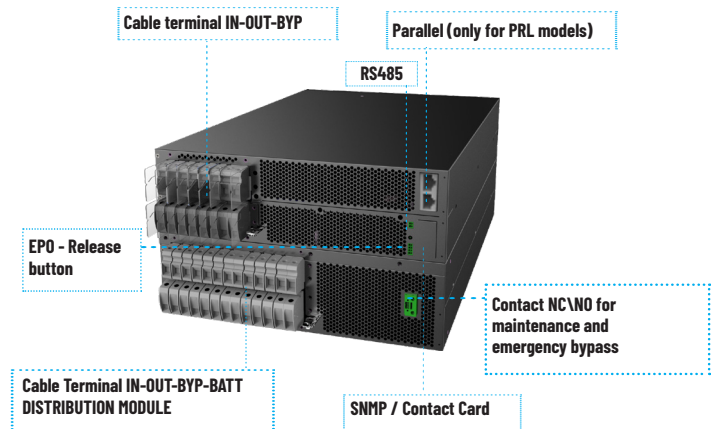 Cable terminal IN-OUT-BYP
Parallel (only for PRL models)
RS485
EPO - Release
button
Contact NC\NO for
maintenance and
emergency bypass
Cable Terminal IN-OUT-BYP-BATT
DISTRIBUTION MODULE
SNMP / Contact Card